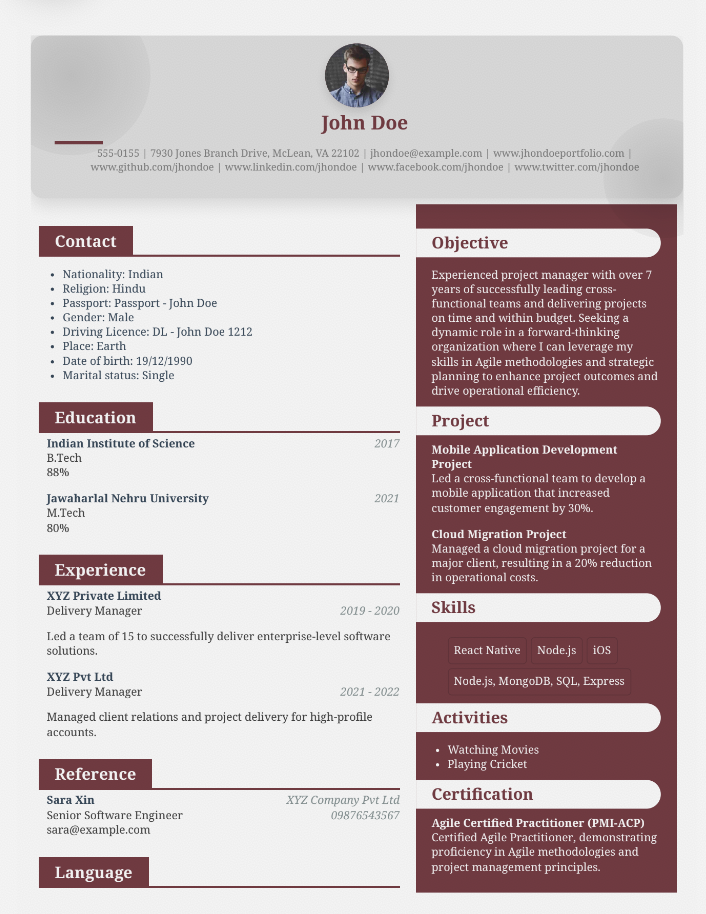 John Doe
555-0155 | 7930 Jones Branch Drive, McLean, VA 22102 | jhondoe@example.com | www.jhondoeportfolio.com |
www.github.com/jhondoe | www.linkedin.com/jhondoe | www.facebook.com/jhondoe | www.twitter.com/jhondoe
Contact
• Nationality: Indian
• Religion: Hindu
• Passport: Passport - John Doe
• Gender: Male
• Driving Licence: DL - John Doe 1212
• Place: Earth
• Date of birth: 19/12/1990
• Marital status: Single
Education
Indian Institute of Science 2017
B.Tech
88%
Jawaharlal Nehru University 2021
M.Tech
80%
Experience
XYZ Private Limited
Delivery Manager 2019 - 2020
Led a team of 15 to successfully deliver enterprise-level software
solutions.
XYZ Pvt Ltd
Delivery Manager 2021 - 2022
Managed client relations and project delivery for high-profile
accounts.
Reference
Sara Xin XYZ Company Pvt Ltd
Senior Software Engineer 09876543567
sara@example.com
Language
Objective
Experienced project manager with over 7
years of successfully leading cross-
functional teams and delivering projects
on time and within budget. Seeking a
dynamic role in a forward-thinking
organization where I can leverage my
skills in Agile methodologies and strategic
planning to enhance project outcomes and
drive operational efficiency.
Project
Mobile Application Development
Project
Led a cross-functional team to develop a
mobile application that increased
customer engagement by 30%.
Cloud Migration Project
Managed a cloud migration project for a
major client, resulting in a 20% reduction
in operational costs.
Skills
React Native Node.js iOS
Node.js, MongoDB, SQL, Express
Activities
• Watching Movies
• Playing Cricket
Certification
Agile Certified Practitioner (PMI-ACP)
Certified Agile Practitioner, demonstrating
proficiency in Agile methodologies and
project management principles.